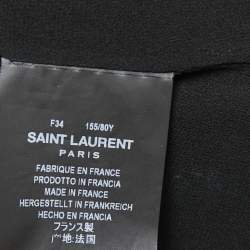 F34 155/80Y
SAINT LAURENT
PARIS
FABRIQUE EN FRANCE
PRODOTTO IN FRANCIA
MADE IN FRANCE
HERGESTELLT IN FRANKREICH
HECHO EN FRANCIA
フランス製
产地:法国